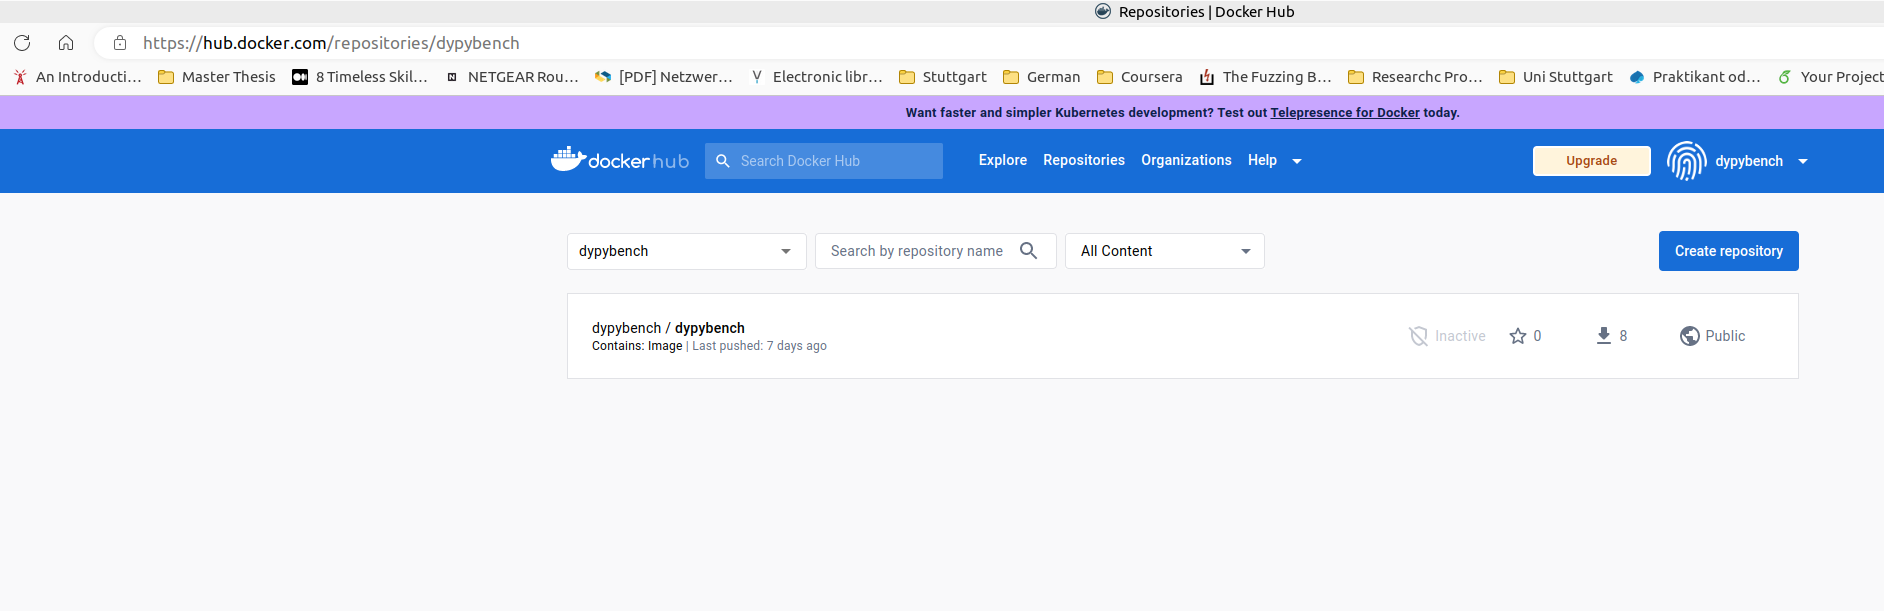 Repositories | Docker Hub
https://hub.docker.com/repositories/dypybench
An Introducti... Master Thesis 8 Timeless Skil... NETGEAR Rou... [PDF] Netzwer... Electronic libr... Stuttgart German Coursera The Fuzzing B... Researchc Pro... Uni Stuttgart Praktikant od... Your Project
Want faster and simpler Kubernetes development? Test out Telepresence for Docker today.
dockerhub Search Docker Hub Explore Repositories Organizations Help Upgrade dypybench
dypybench Search by repository name All Content Create repository
dypybench / dypybench
Contains: Image | Last pushed: 7 days ago
Inactive 0 8 Public